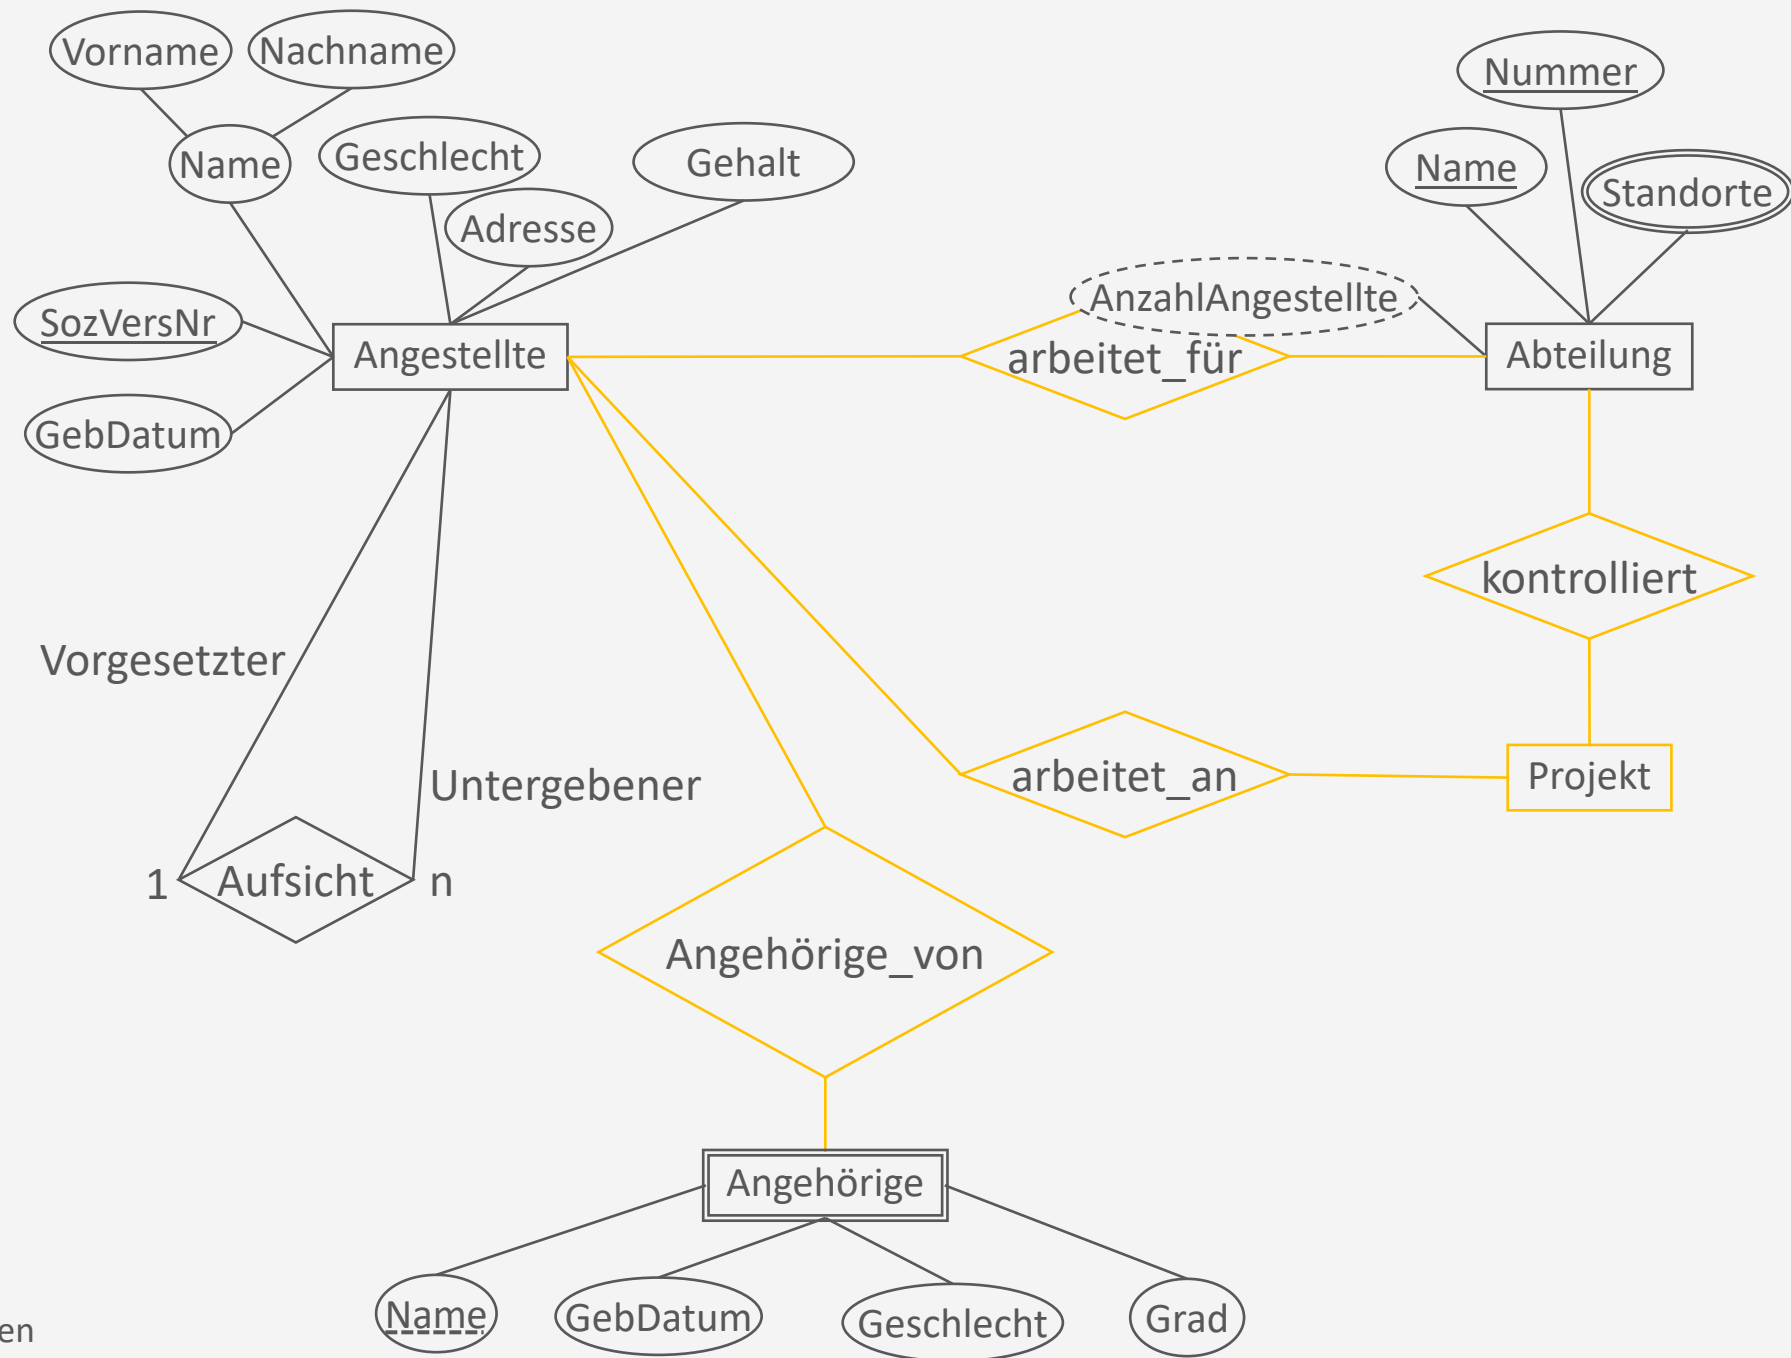 Vorname
Nachname
Name
Geschlecht
Adresse
Gehalt
SozVersNr
GebDatum
Angestellte
Nummer
Name
Standorte
AnzahlAngestellte
arbeitet_für
Abteilung
kontrolliert
Vorgesetzter
Untergebener
1
Aufsicht
n
arbeitet_an
Projekt
Angehörige_von
Angehörige
Name
GebDatum
Geschlecht
Grad
en